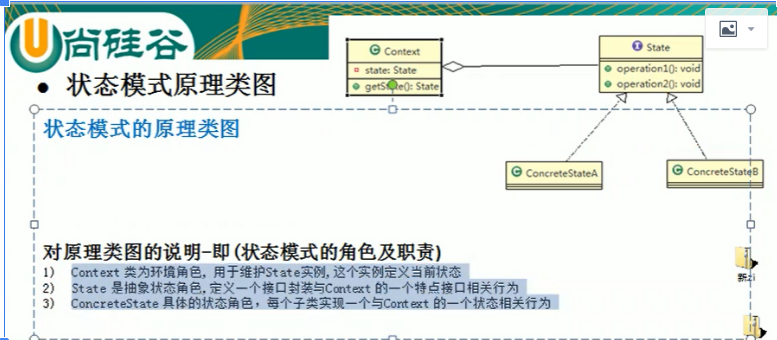 尚硅谷
C Context
state: State
getState(): State
I State
operation1(): void
operation2(): void
● 状态模式原理类图
状态模式的原理类图
C ConcreteStateA
C ConcreteStateB
对原理类图的说明-即(状态模式的角色及职责)
1) Context 类为环境角色, 用于维护State实例,这个实例定义当前状态
2) State 是抽象状态角色,定义一个接口封装与Context 的一个特点接口相关行为
3) ConcreteState 具体的状态角色，每个子类实现一个与Context 的一个状态相关行为
新zi